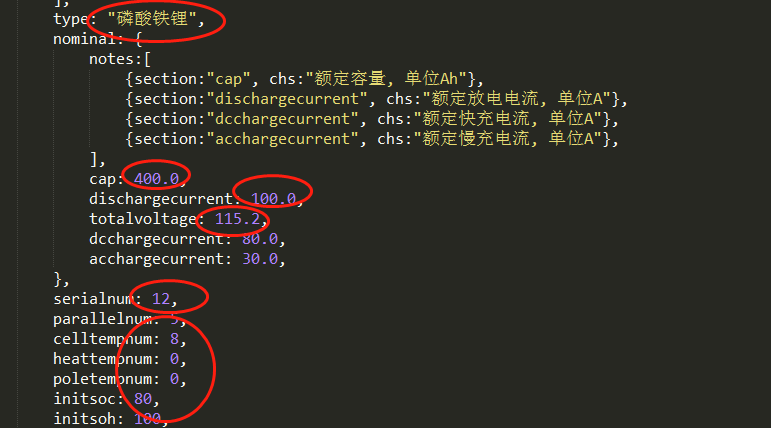 ],
type: "磷酸铁锂",
nominal: {
notes:[
{section:"cap", chs:"额定容量, 单位Ah"},
{section:"dischargecurrent", chs:"额定放电电流, 单位A"},
{section:"dcchargecurrent", chs:"额定快充电流, 单位A"},
{section:"acchargecurrent", chs:"额定慢充电流, 单位A"},
],
cap: 400.0,
dischargecurrent: 100.0,
totalvoltage: 115.2,
dcchargecurrent: 80.0,
acchargecurrent: 30.0,
},
serialnum: 12,
parallelnum: 5,
celltempnum: 8,
heattempnum: 0,
poletempnum: 0,
initsoc: 80,
initsoh: 100,